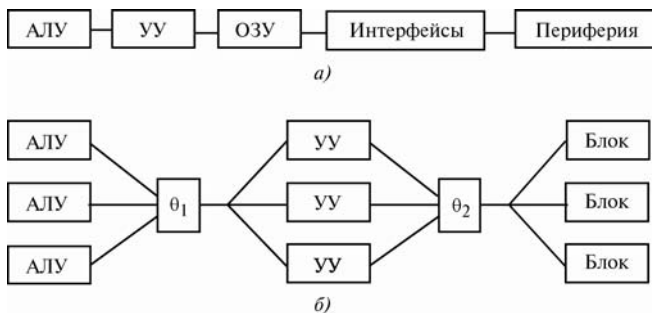 АЛУ УУ ОЗУ Интерфейсы Периферия
а)
АЛУ УУ Блок
АЛУ θ1 УУ θ2 Блок
АЛУ УУ Блок
б)